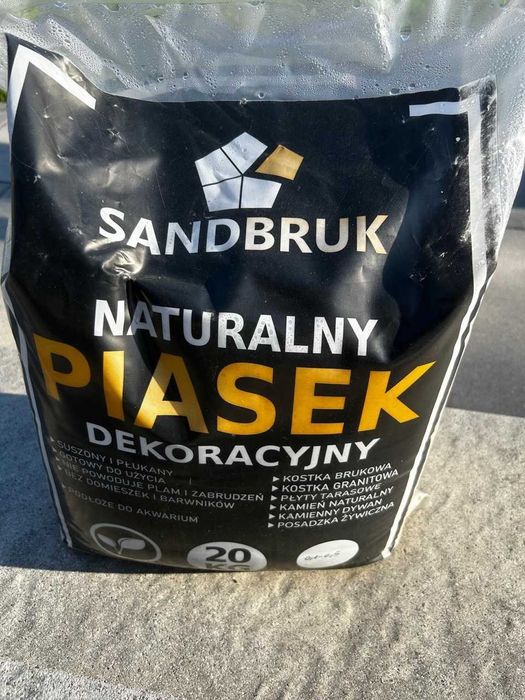 SANDBRUK
NATURALNY
PIASEK
DEKORACYJNY
SUSZONY I PŁUKANY
GOTOWY DO UŻYCIA
NIE POWODUJE PLAM I ZABRUDZEŃ
BEZ DOMIESZEK I BARWNIKÓW
PODŁOŻE DO AKWARIUM
KOSTKA BRUKOWA
KOSTKA GRANITOWA
PŁYTY TARASOWE
KAMIEŃ NATURALNY
KAMIENNY DYWAN
POSADZKA ŻYWICZNA
20
KG